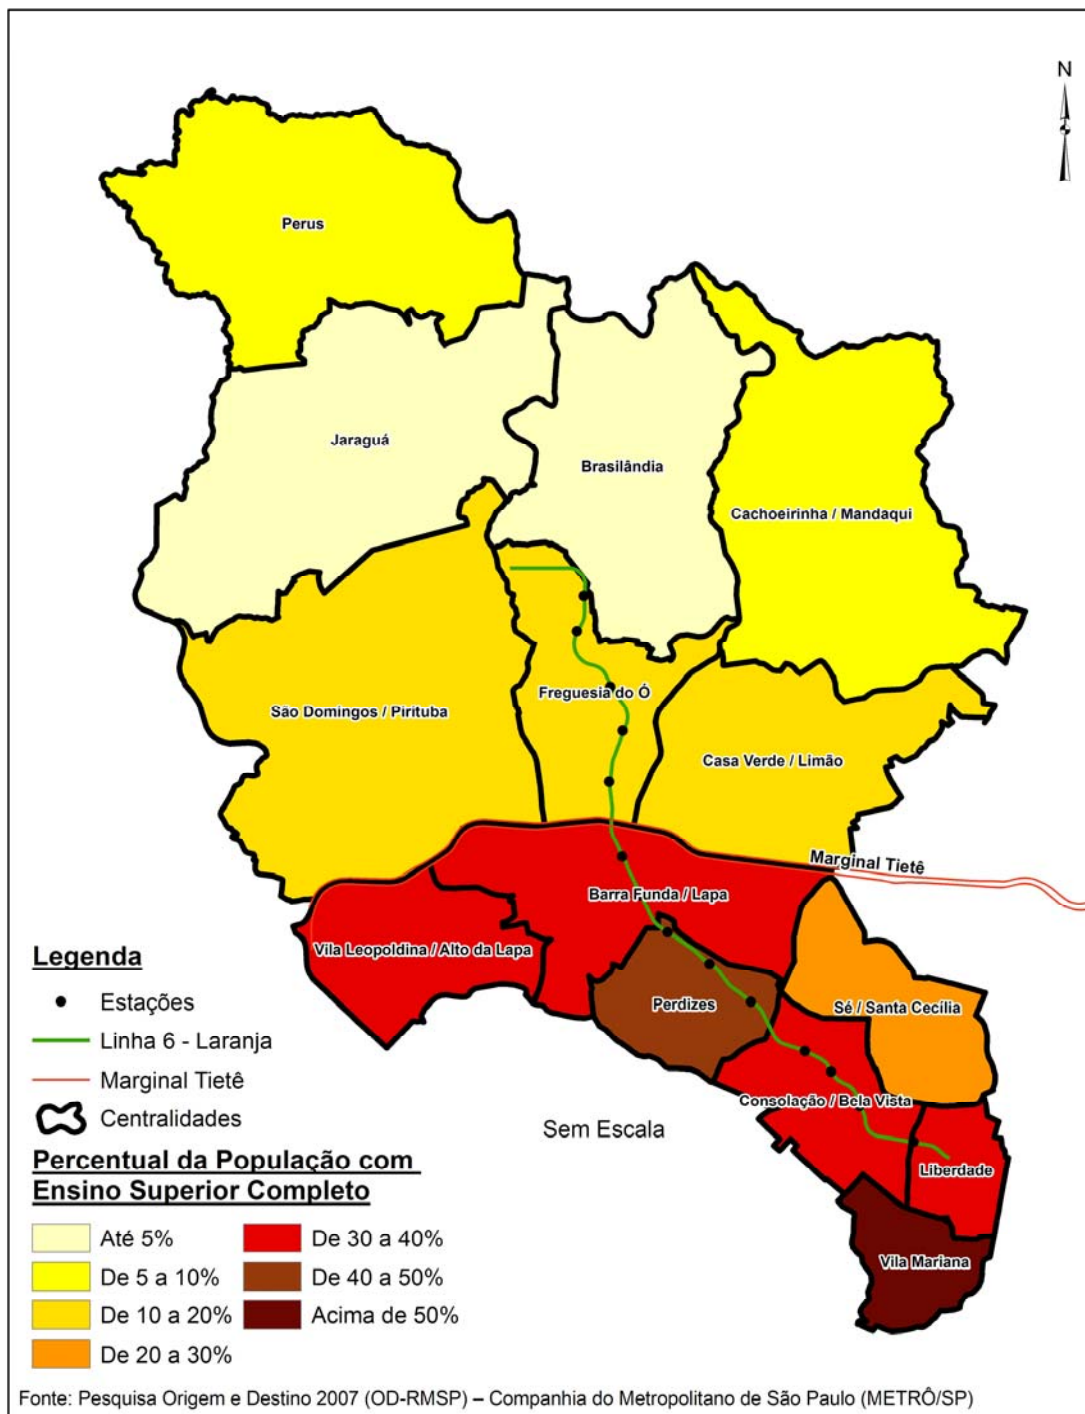 N
Perus
Jaraguá
Brasilândia
Cachoeirinha / Mandaqui
São Domingos / Pirituba
Freguesia do Ó
Casa Verde / Limão
Marginal Tietê
Barra Funda / Lapa
Vila Leopoldina / Alto da Lapa
Perdizes
Sé / Santa Cecília
Consolação / Bela Vista
Liberdade
Vila Mariana
Sem Escala
Legenda
Estações
Linha 6 - Laranja
Marginal Tietê
Centralidades
Percentual da População com
Ensino Superior Completo
Até 5%
De 5 a 10%
De 10 a 20%
De 20 a 30%
De 30 a 40%
De 40 a 50%
Acima de 50%
Fonte: Pesquisa Origem e Destino 2007 (OD-RMSP) – Companhia do Metropolitano de São Paulo (METRÔ/SP)